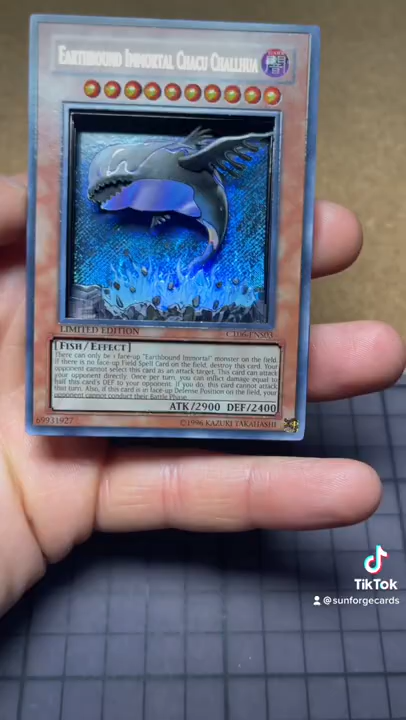 Earthbound Immortal Chacu Challhua
LIMITED EDITION
CT06-ENS03
[Fish/Effect]
There can only be 1 face-up "Earthbound Immortal" monster on the field.
If there is no face-up Field Spell Card on the field, destroy this card. Your
opponent cannot select this card as an attack target. This card can attack
your opponent directly. Once per turn, you can inflict damage equal to
half this card's DEF to your opponent. If you do, this card cannot attack
this turn. Also, if this card is in face-up Defense Position on the field, your
opponent cannot conduct their Battle Phase.
ATK/2900 DEF/2400
69931927
©1996 KAZUKI TAKAHASHI
TikTok
@sunforgecards